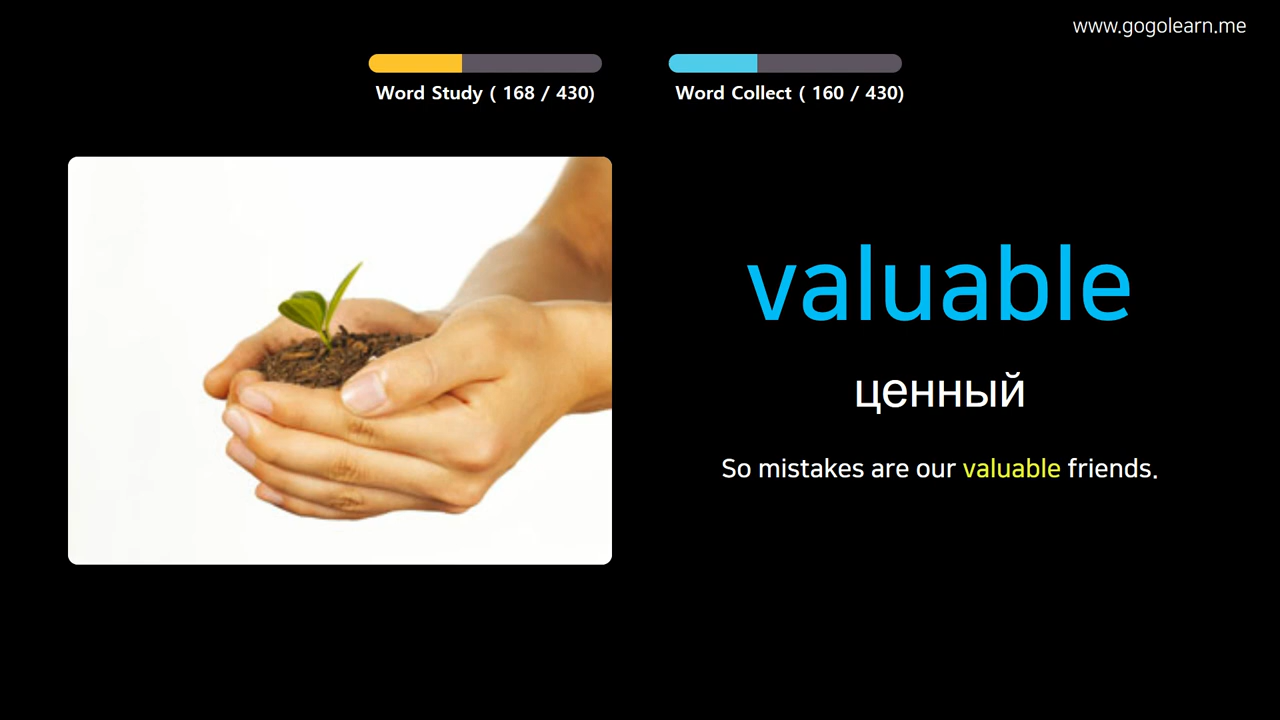 www.gogolearn.me
Word Study ( 168 / 430)
Word Collect ( 160 / 430)
valuable
ценный
So mistakes are our valuable friends.